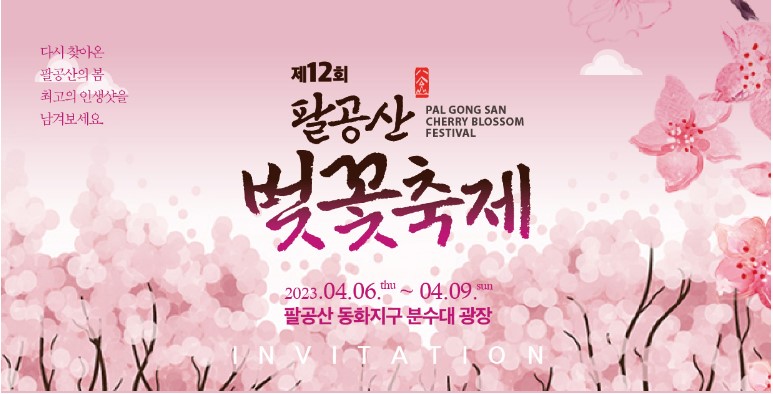 다시 찾아온
팔공산의 봄
최고의 인생샷을
남겨보세요.
제12회
팔공산
PAL GONG SAN
CHERRY BLOSSOM
FESTIVAL
벚꽃축제
2023.04.06.thu ~ 04.09.sun
팔공산 동화지구 분수대 광장
INVITATION